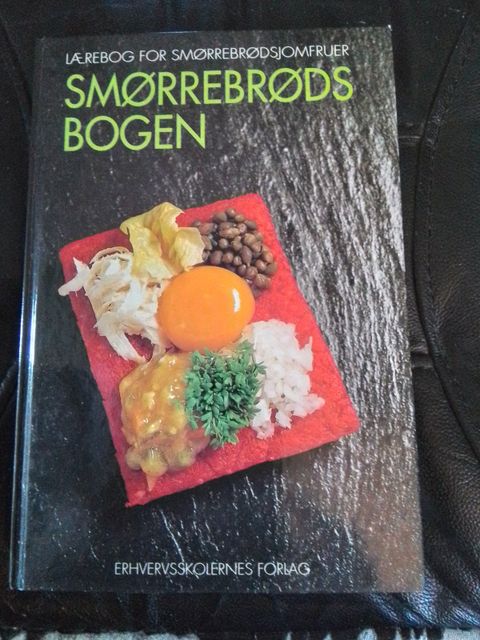 LÆREBOG FOR SMØRREBRØDSJOMFRUER
SMØRREBRØDS
BOGEN
ERHVERVSSKOLERNES FORLAG